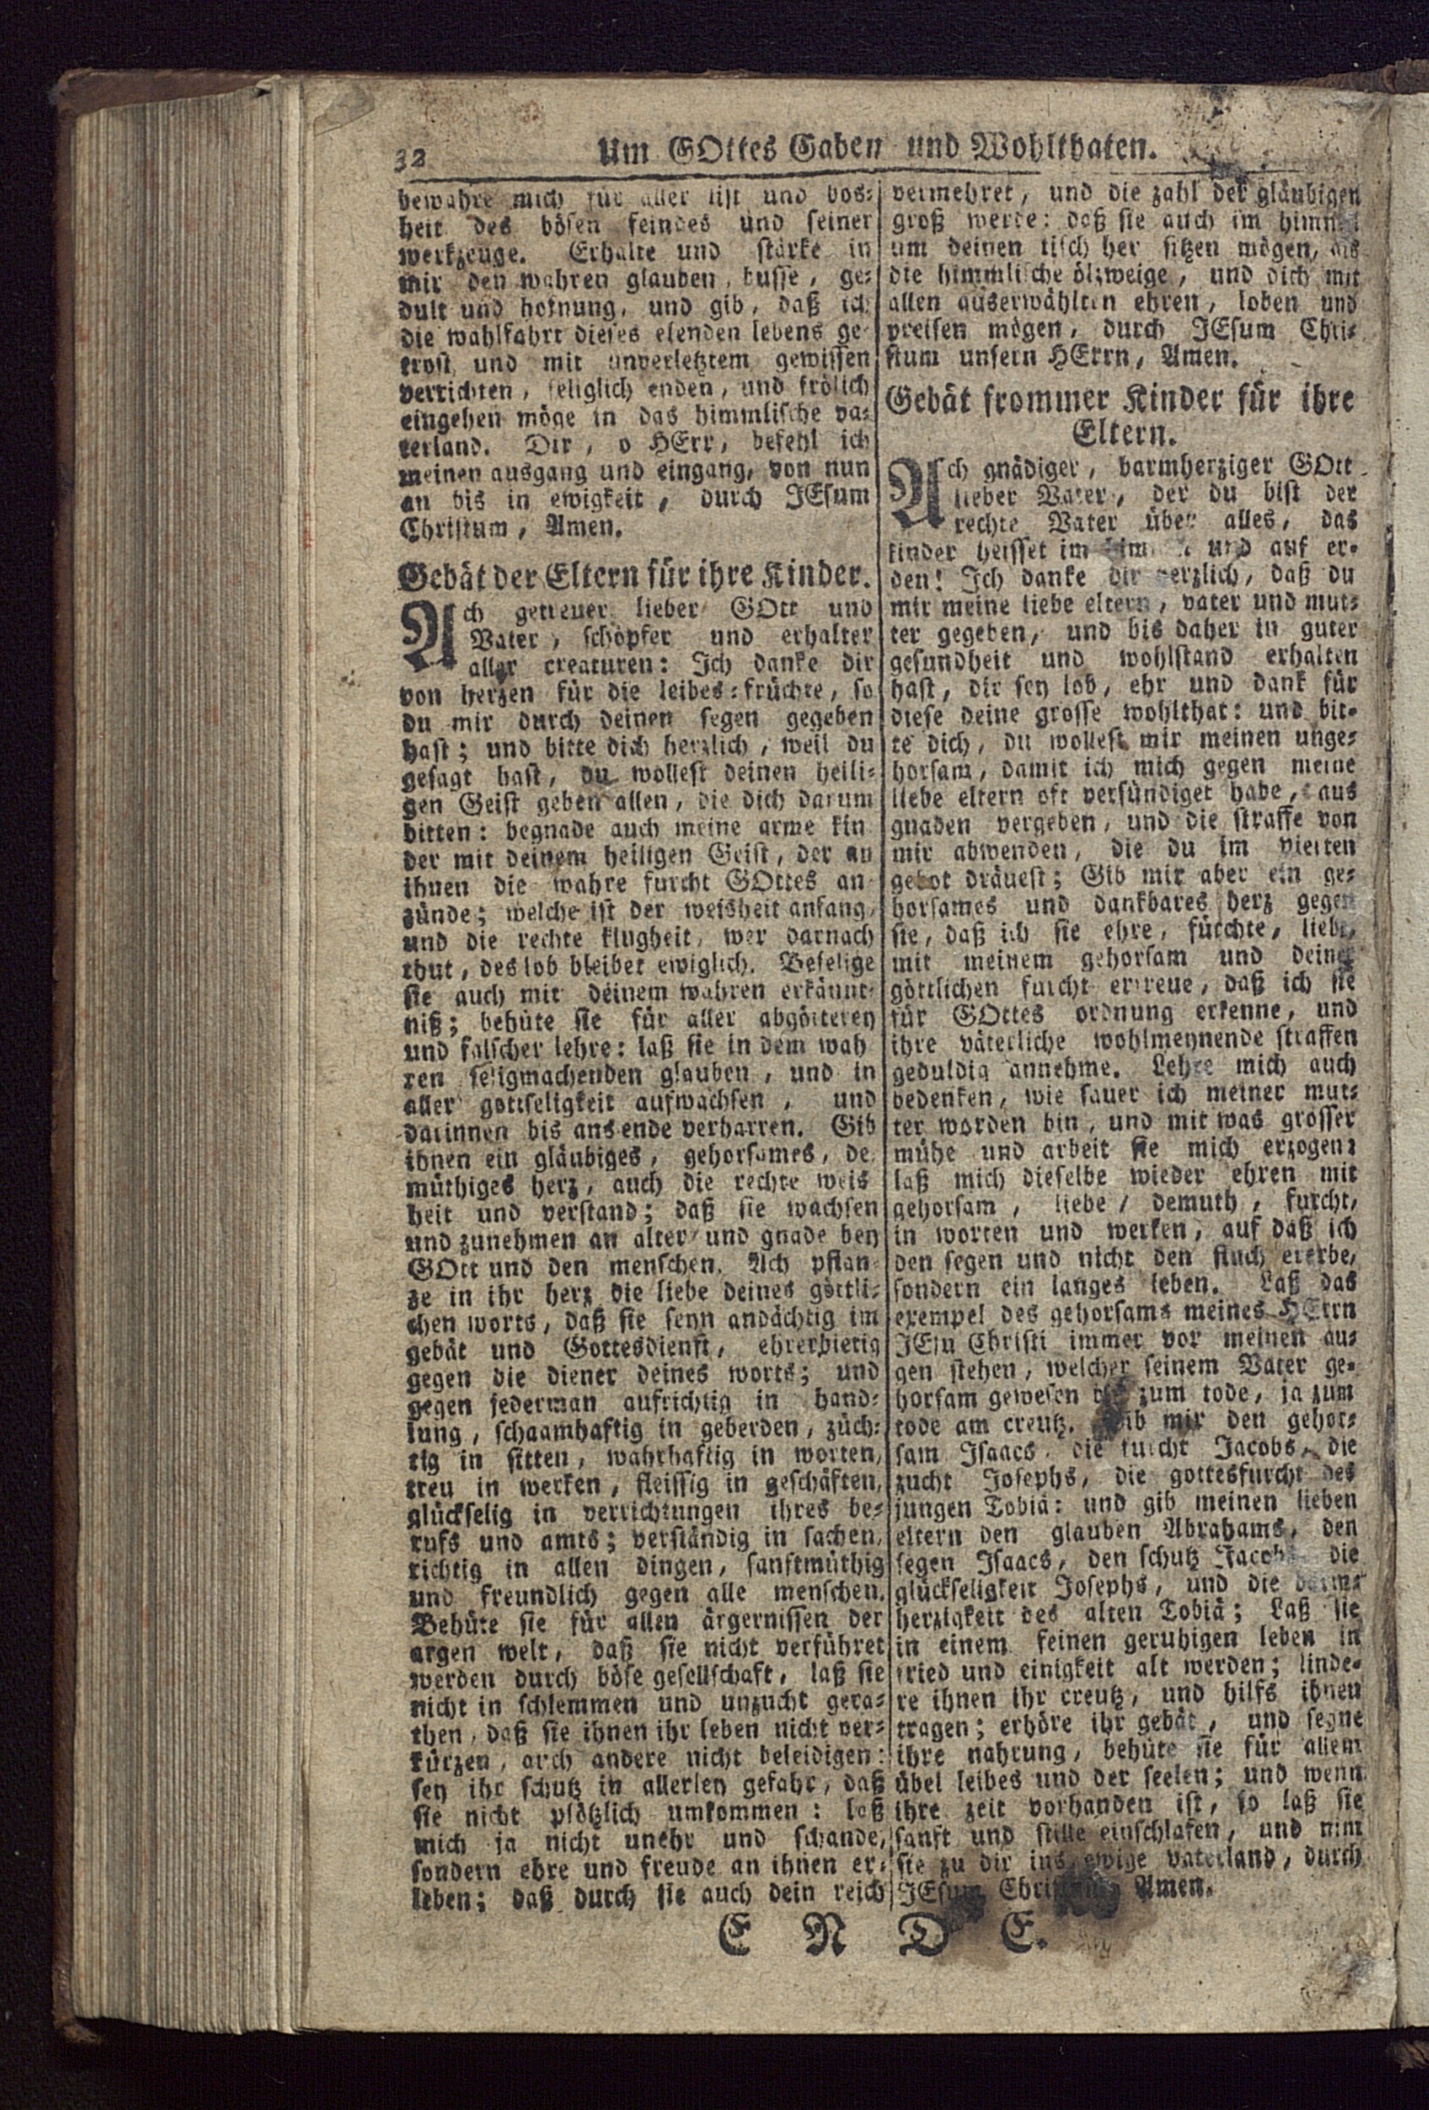 32 Um GOttes Gaben und Wohlthaten.
bewahre mich für aller list und bos-
heit des bösen feindes und seiner
werkzeuge. Erhalte und stärke in
mir den wahren glauben, busse, ge-
dult und hofnung, und gib, daß ich
die wahlfahrt dieses elenden lebens ge-
trost und mit unverletztem gewissen
verrichten, seliglich enden, und frölich
eingehen möge in das himmlische va-
terland. Dir, o HErr, befehl ich
meinen ausgang und eingang, von nun
an bis in ewigkeit, durch JEsum
Christum, Amen.
Gebät der Eltern für ihre Kinder.
Ach getreuer lieber GOtt und
Vater, schöpfer und erhalter
aller creaturen: Ich danke dir
von herzen für die leibes-früchte, so
du mir durch deinen segen gegeben
hast; und bitte dich herzlich, weil du
gesagt hast, du wollest deinen heili-
gen Geist geben allen, die dich darum
bitten: begnade auch meine arme kin
der mit deinem heiligen Geist, der an
ihnen die wahre furcht GOttes an-
zünde; welche ist der weisheit anfang,
und die rechte klugheit, wer darnach
thut, des lob bleibet ewiglich. Beselige
sie auch mit deinem wahren erkännt-
niß; behüte sie für aller abgötterey
und falscher lehre: laß sie in dem wah
ren seligmachenden glauben, und in
aller gottseligkeit aufwachsen, und
darinnen bis ans ende verharren. Gib
ihnen ein gläubiges, gehorsames, de
müthiges herz, auch die rechte weis
heit und verstand; daß sie wachsen
und zunehmen an alter und gnade bey
GOtt und den menschen. Ach pflan-
ze in ihr herz die liebe deines göttli-
chen worts, daß sie seyn andächtig im
gebät und Gottesdienst, ehrerbietig
gegen die diener deines worts; und
gegen jederman aufrichtig in hand-
lung, schaamhaftig in geberden, züch-
tig in sitten, wahrhaftig in worten,
treu in werken, fleissig in geschäften,
glückselig in verrichtungen ihres be-
rufs und amts; verständig in sachen,
richtig in allen dingen, sanftmüthig
und freundlich gegen alle menschen.
Behüte sie für allen ärgernissen der
argen welt, daß sie nicht verführet
werden durch böse gesellschaft, laß sie
nicht in schlemmen und unzucht gera-
then, daß sie ihnen ihr leben nicht ver-
kürzen, auch andere nicht beleidigen:
sey ihr schutz in allerley gefahr, daß
sie nicht plötzlich umkommen: laß
mich ja nicht unehr und schande,
sondern ehre und freude an ihnen er-
leben; daß durch sie auch dein reich
vermehret, und die zahl der gläubigen
groß werde: daß sie auch im himmel
um deinen tisch her sitzen mögen, als
die himmlische ölzweige, und dich mit
allen auserwählten ehren, loben und
preisen mögen, durch JEsum Chri-
stum unsern HErrn, Amen.
Gebät frommer Kinder für ihre
Eltern.
Ach gnädiger, barmherziger GOtt
lieber Vater, der du bist der
rechte Vater über alles, das
kinder heisset im himmel und auf er-
den! Ich danke dir herzlich, daß du
mir meine liebe eltern, vater und mut-
ter gegeben, und bis daher in guter
gesundheit und wohlstand erhalten
hast, dir sey lob, ehr und dank für
diese deine grosse wohlthat: und bit-
te dich, du wollest mir meinen unge-
horsam, damit ich mich gegen meine
liebe eltern oft versündiget habe, aus
gnaden vergeben, und die straffe von
mir abwenden, die du im vierten
gebot dräuest; Gib mir aber ein ge-
horsames und dankbares herz gegen
sie, daß ich sie ehre, fürchte, liebe,
mit meinem gehorsam und deiner
göttlichen furcht erfreue, daß ich sie
für GOttes ordnung erkenne, und
ihre väterliche wohlmeynende straffen
geduldig annehme. Lehre mich auch
bedenken, wie sauer ich meiner mut-
ter worden bin, und mit was grosser
mühe und arbeit sie mich erzogen:
laß mich dieselbe wieder ehren mit
gehorsam, liebe / demuth, furcht,
in worten und werken, auf daß ich
den segen und nicht den fluch ererbe,
sondern ein langes leben. Laß das
exempel des gehorsams meines HErrn
JEsu Christi immer vor meinen au-
gen stehen, welcher seinem Vater ge-
horsam gewesen bis zum tode, ja zum
tode am creutz. Gib mir den gehor-
sam Isaacs, die furcht Jacobs, die
zucht Josephs, die gottesfurcht des
jungen Tobiä: und gib meinen lieben
eltern den glauben Abrahams, den
segen Isaacs, den schutz Jacobs, die
glückseligkeit Josephs, und die barm-
herzigkeit des alten Tobiä; Laß sie
in einem feinen geruhigen leben in
fried und einigkeit alt werden; linde-
re ihnen ihr creutz, und hilfs ihnen
tragen; erhöre ihr gebät, und segne
ihre nahrung, behüte sie für allem
übel leibes und der seelen; und wenn
ihre zeit vorhanden ist, so laß sie
sanft und stille einschlafen, und nim
sie zu dir ins ewige vaterland, durch
JEsum Christum, Amen.
E N D E.